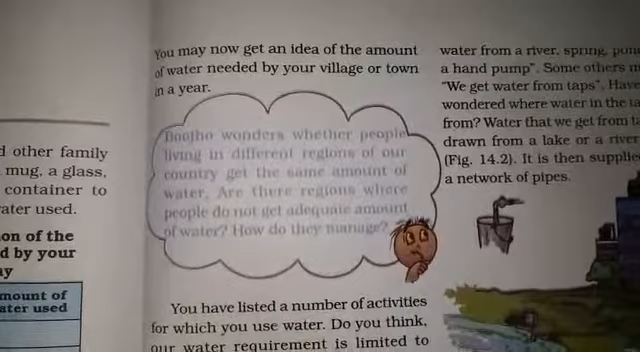 d other family
mug, a glass,
container to
ater used.
on of the
d by your
ay
mount of
ater used
You may now get an idea of the amount
of water needed by your village or town
in a year.
Boojho wonders whether people
living in different regions of our
country get the same amount of
water. Are there regions where
people do not get adequate amount
of water? How do they manage?
You have listed a number of activities
for which you use water. Do you think,
our water requirement is limited to
water from a river, spring, pon
a hand pump". Some others m
"We get water from taps". Have
wondered where water in the ta
from? Water that we get from ta
drawn from a lake or a river
(Fig. 14.2). It is then supplie
a network of pipes.